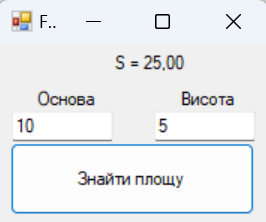 F..
S = 25,00
Основа Висота
10 5
Знайти площу